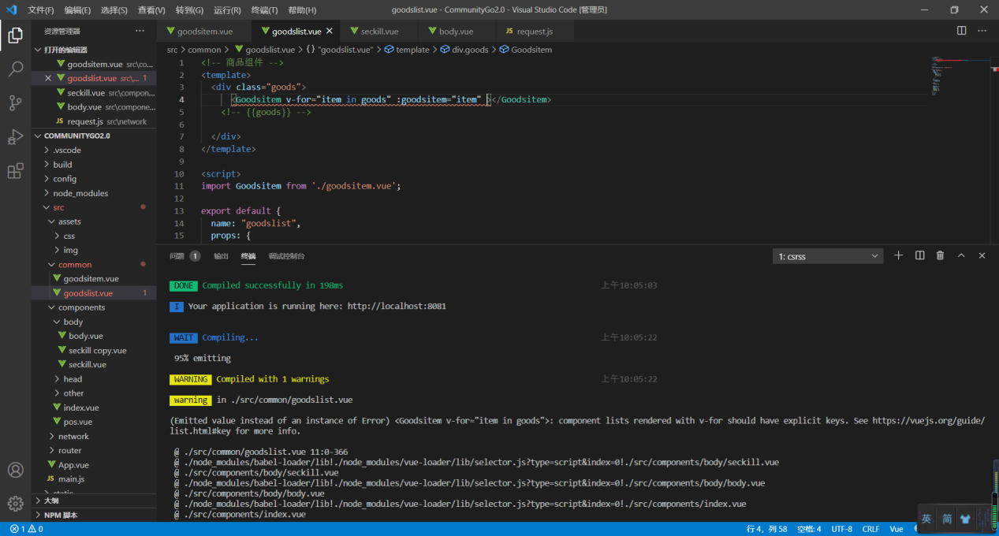 文件(F) 编辑(E) 选择(S) 查看(V) 转到(G) 运行(R) 终端(T) 帮助(H) goodslist.vue - CommunityGo2.0 - Visual Studio Code [管理员]
资源管理器 ···
打开的编辑器
goodsitem.vue src\co...
goodslist.vue src\... 1
seckill.vue src\compon...
body.vue src\compone...
JS request.js src\network
COMMUNITYGO2.0
.vscode
build
config
node_modules
src
assets
css
img
common
goodsitem.vue
goodslist.vue 1
components
body
body.vue
seckill copy.vue
seckill.vue
head
other
index.vue
pos.vue
network
router
App.vue
JS main.js
static
大纲
NPM 脚本
goodsitem.vue goodslist.vue seckill.vue body.vue JS request.js
src > common > goodslist.vue > {} "goodslist.vue" > template > div.goods > Goodsitem
1 <!-- 商品组件 -->
2 <template>
3 <div class="goods">
4 <Goodsitem v-for="item in goods" :goodsitem="item" ></Goodsitem>
5 <!-- {{goods}} -->
6
7 </div>
8 </template>
9
10 <script>
11 import Goodsitem from './goodsitem.vue';
12
13 export default {
14 name: "goodslist",
15 props: {
问题 1 输出 终端 调试控制台 1: csrss
DONE Compiled successfully in 198ms 上午10:05:03
I Your application is running here: http://localhost:8081
WAIT Compiling... 上午10:05:22
95% emitting
WARNING Compiled with 1 warnings 上午10:05:22
warning in ./src/common/goodslist.vue
(Emitted value instead of an instance of Error) <Goodsitem v-for="item in goods">: component lists rendered with v-for should have explicit keys. See https://vuejs.org/guide/
list.html#key for more info.
@ ./src/common/goodslist.vue 11:0-366
@ ./node_modules/babel-loader/lib!./node_modules/vue-loader/lib/selector.js?type=script&index=0!./src/components/body/seckill.vue
@ ./src/components/body/seckill.vue
@ ./node_modules/babel-loader/lib!./node_modules/vue-loader/lib/selector.js?type=script&index=0!./src/components/body/body.vue
@ ./src/components/body/body.vue
@ ./node_modules/babel-loader/lib!./node_modules/vue-loader/lib/selector.js?type=script&index=0!./src/components/index.vue
@ ./src/components/index.vue
英 简
1 0 行 4，列 58 空格: 4 UTF-8 CRLF Vue